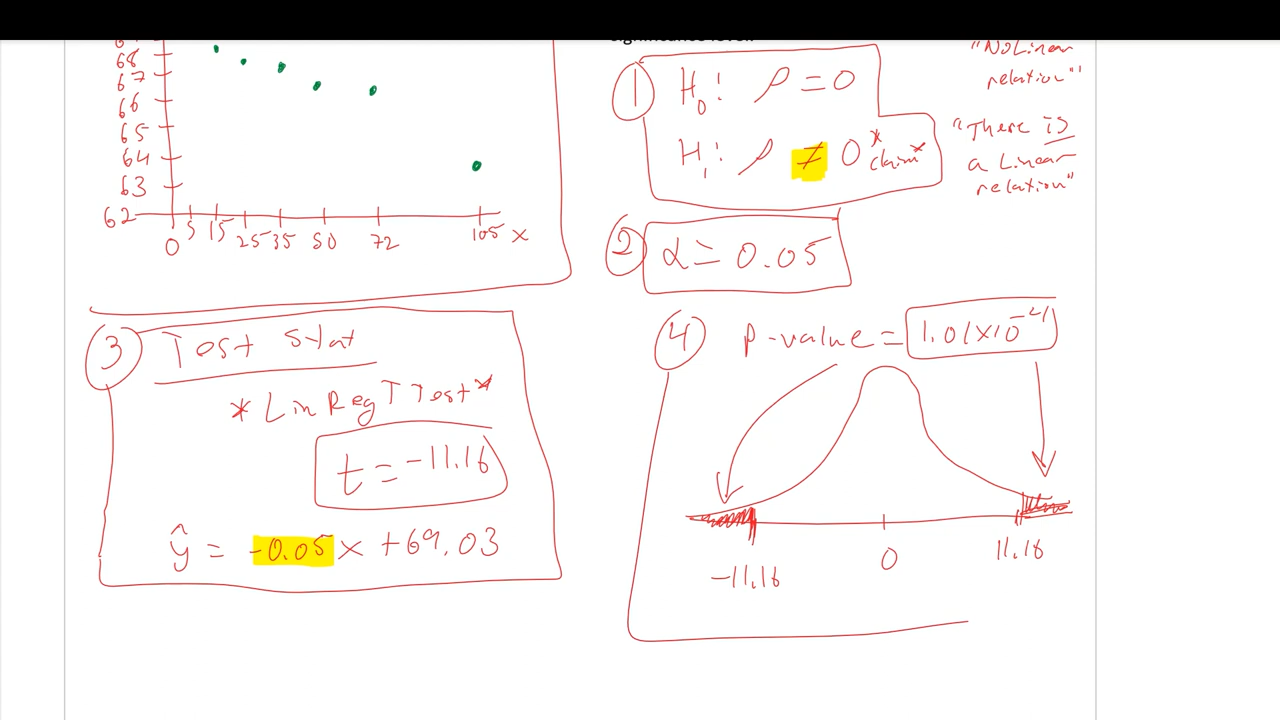 68
67
66
65
64
63
62
0 5 15 25 35 50 72 105 x
① H₀: ρ = 0
"No Linear
relation"
H₁: ρ ≠ 0 *claim*
"There is
a Linear
relation"
② α = 0.05
③ Test Stat
*LinRegTTest*
t = -11.16
ŷ = -0.05x + 69.03
④ P-value = 1.01×10⁻⁴
-11.16 0 11.16